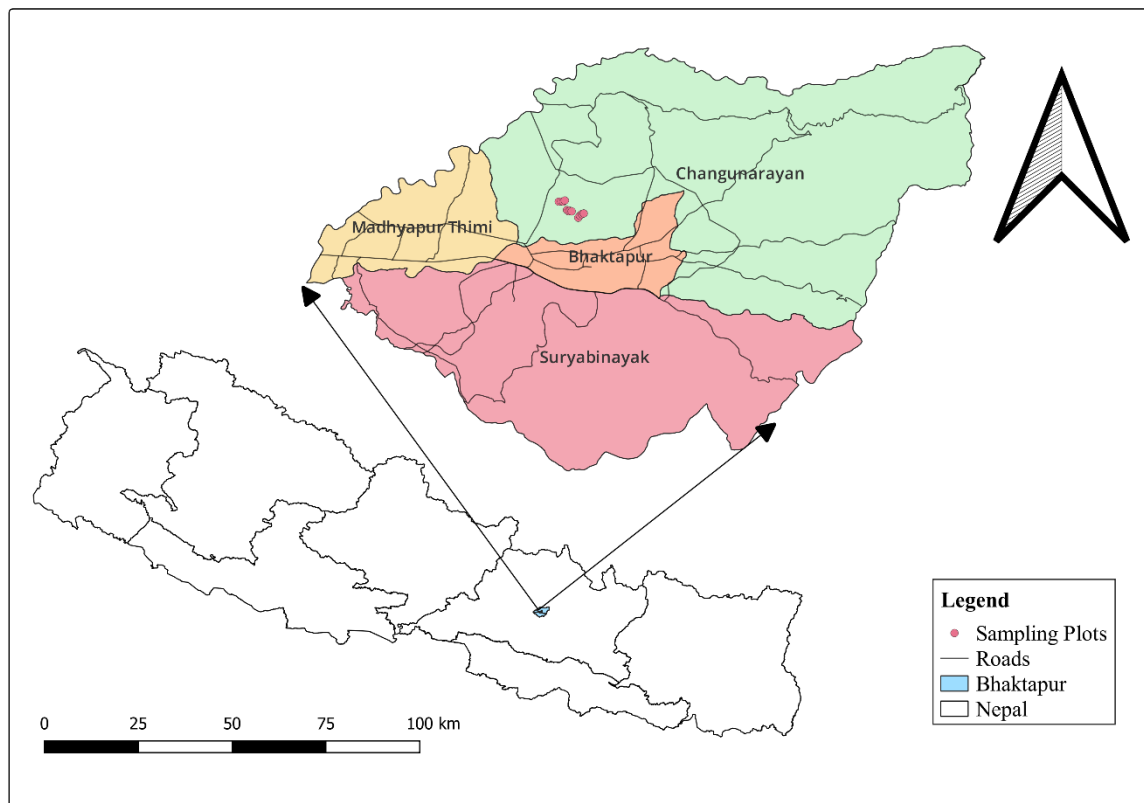 Changunarayan
Madhyapur Thimi
Bhaktapur
Suryabinayak
Legend
Sampling Plots
Roads
Bhaktapur
Nepal
0 25 50 75 100 km